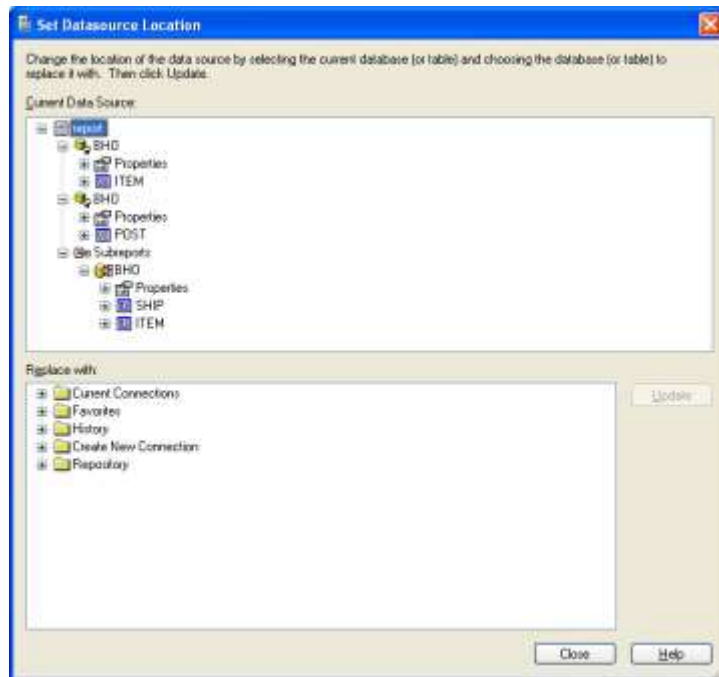 Set Datasource Location
Change the location of the data source by selecting the current database (or table) and choosing the database (or table) to
replace it with. Then click Update.
Current Data Source:
report
BHO
Properties
ITEM
BHO
Properties
POST
Subreports
BHO
Properties
SHIP
ITEM
Replace with:
Current Connections
Favorites
History
Create New Connection
Repository
Update
Close
Help